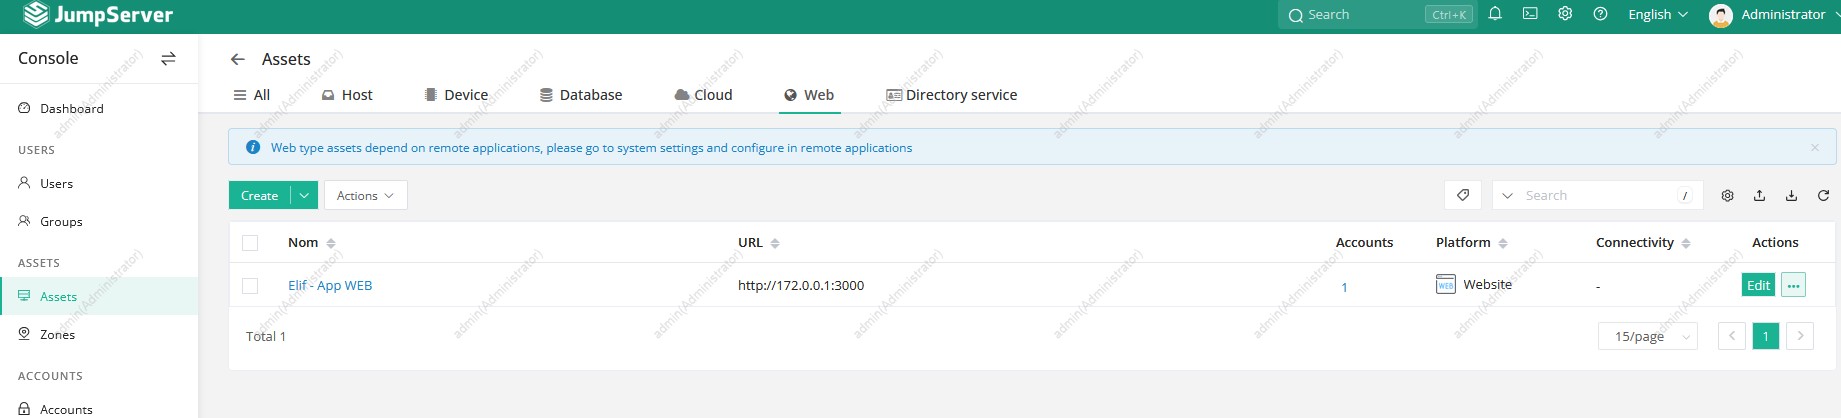 JumpServer
Search Ctrl+K English Administrator
Console
Assets
All Host Device Database Cloud Web Directory service
Dashboard
Web type assets depend on remote applications, please go to system settings and configure in remote applications
USERS
Users
Groups
Create Actions Search /
Nom URL Accounts Platform Connectivity Actions
ASSETS
Assets
Elif - App WEB http://172.0.0.1:3000 1 WEB Website - Edit
Zones
Total 1 15/page 1
ACCOUNTS
Accounts
admin(Administrator)